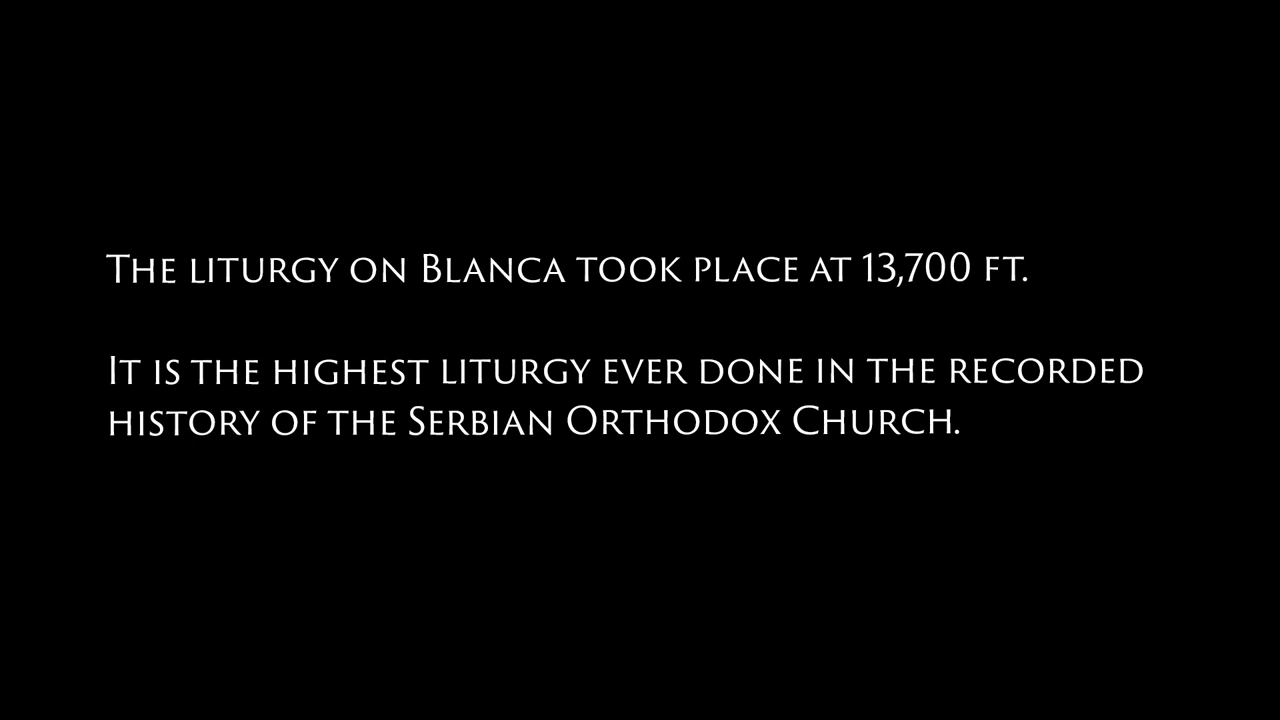 The liturgy on Blanca took place at 13,700 ft.
It is the highest liturgy ever done in the recorded
history of the Serbian Orthodox Church.